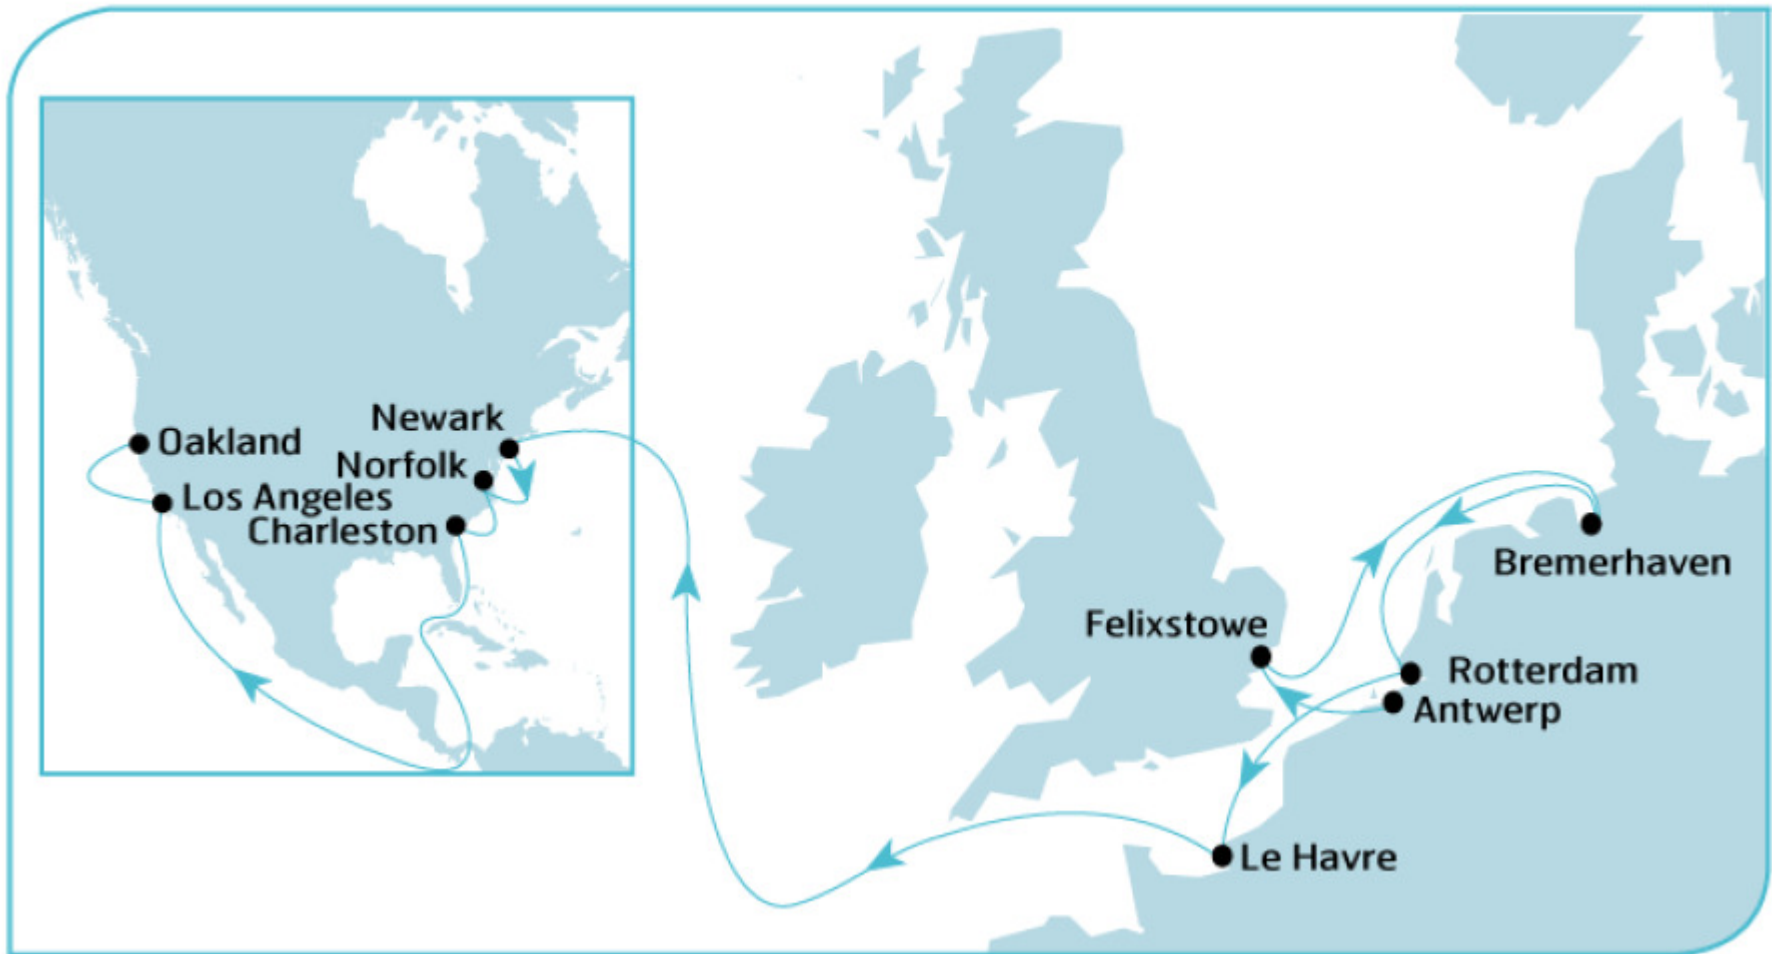 Newark
Oakland
Norfolk
Los Angeles
Charleston
Bremerhaven
Felixstowe
Rotterdam
Antwerp
Le Havre